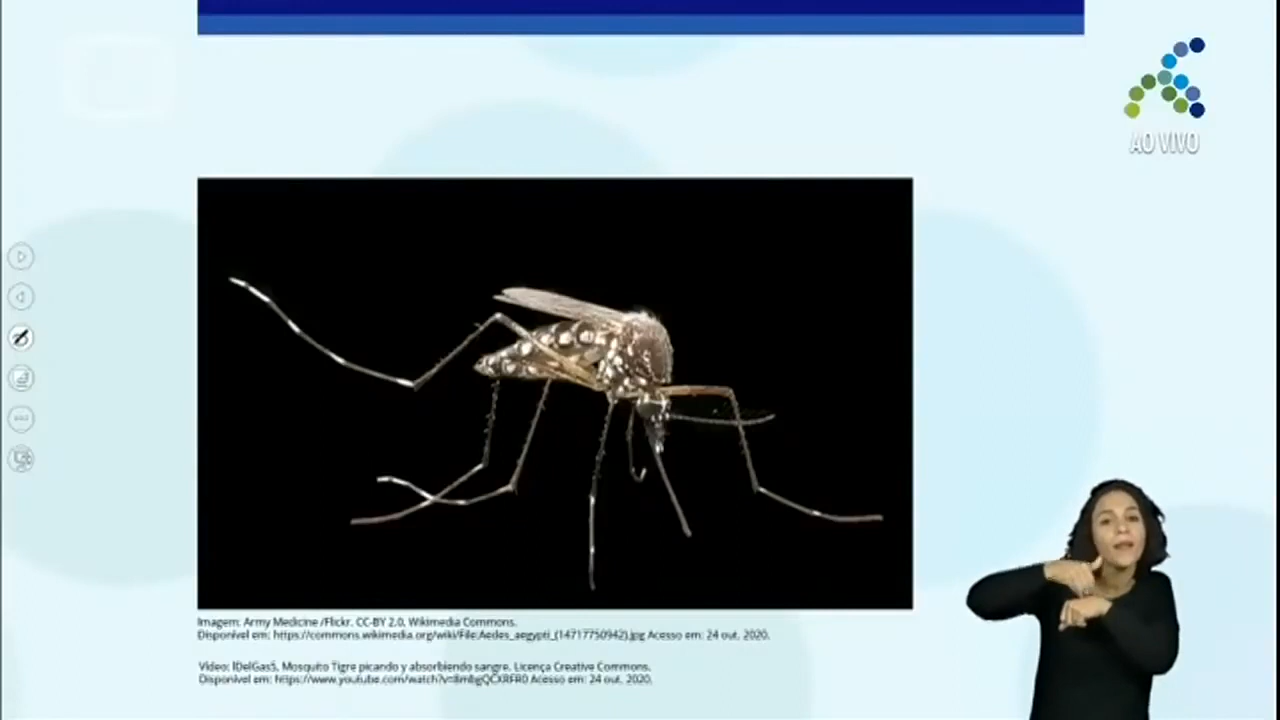 AO VIVO
Imagem: Army Medicine /Flickr. CC-BY 2.0. Wikimedia Commons.
Disponível em: https://commons.wikimedia.org/wiki/File:Aedes_aegypti_(14717750942).jpg Acesso em: 24 out. 2020.
Vídeo: IDelGas5, Mosquito Tigre picando y absorbiendo sangre. Licença Creative Commons.
Disponível em: Acesso em: 24 out. 2020.